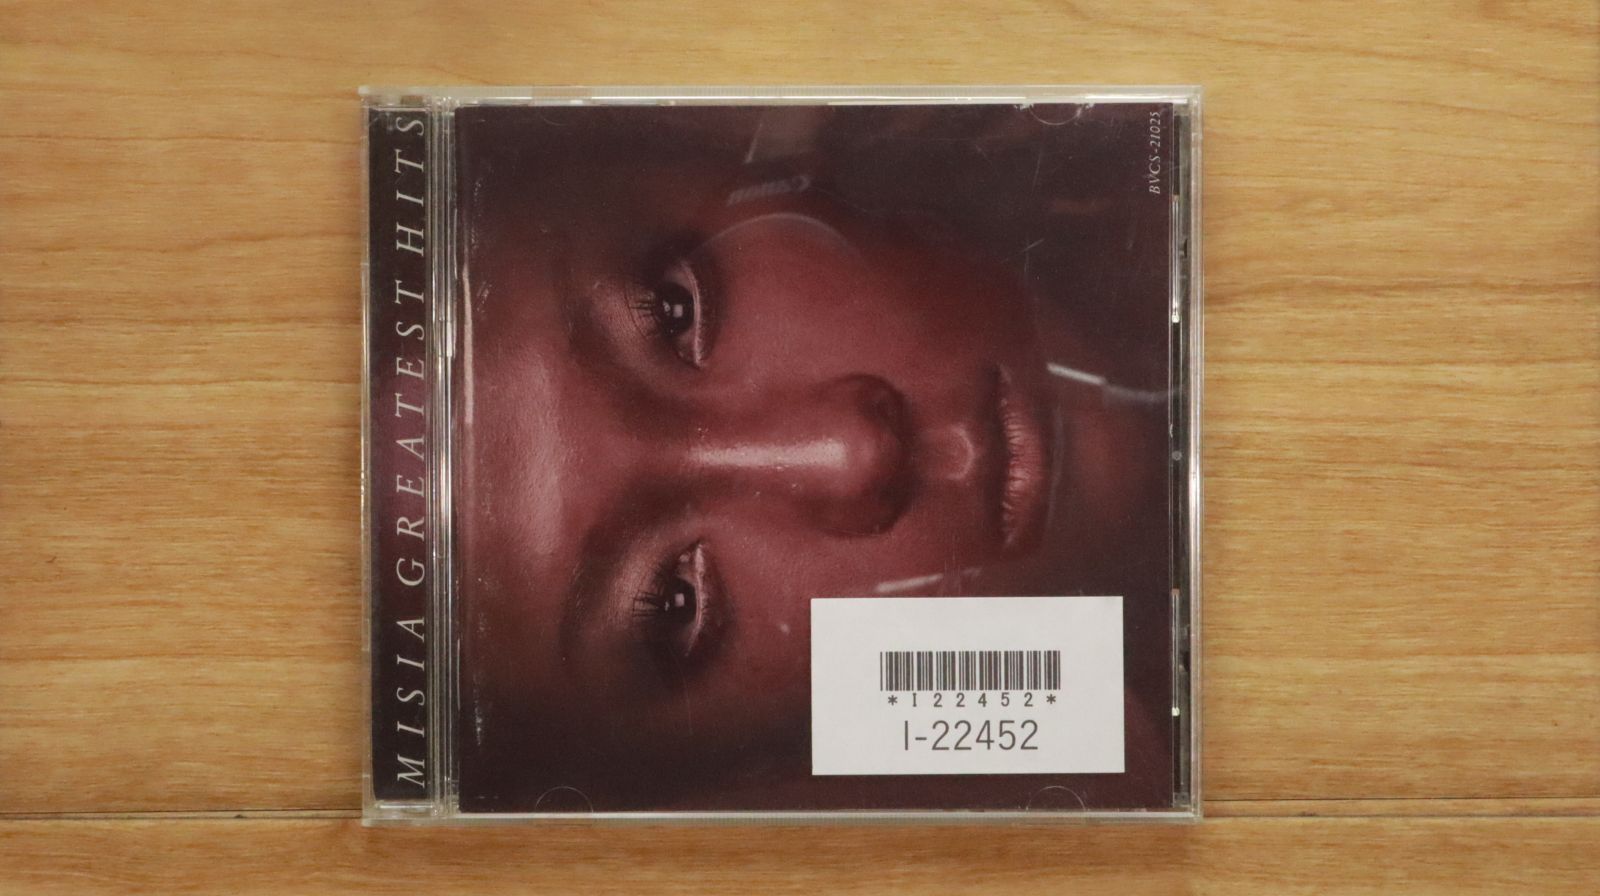 MISIA GREATEST HITS
BVCS-21025
*I22452*
I-22452